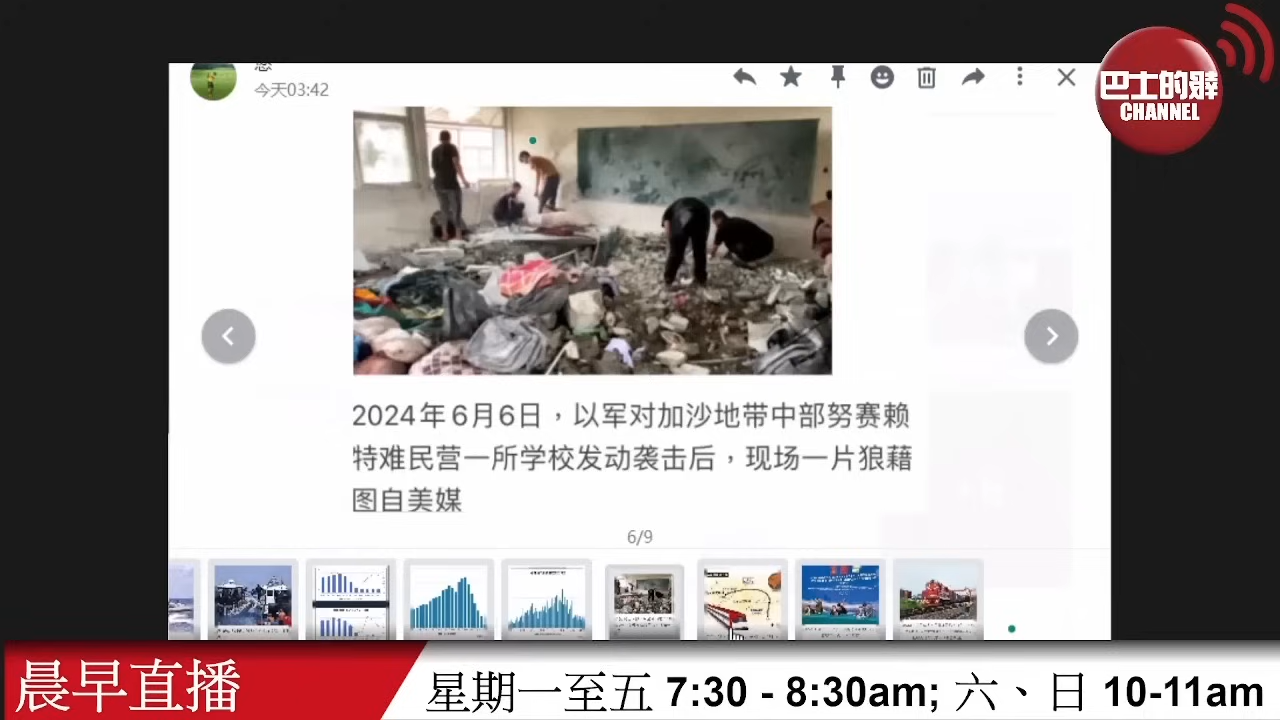 巴士的報
CHANNEL
今天03:42
2024年6月6日，以军对加沙地带中部努赛赖
特难民营一所学校发动袭击后，现场一片狼藉
图自美媒
6/9
晨早直播
星期一至五 7:30 - 8:30am; 六、日 10-11am